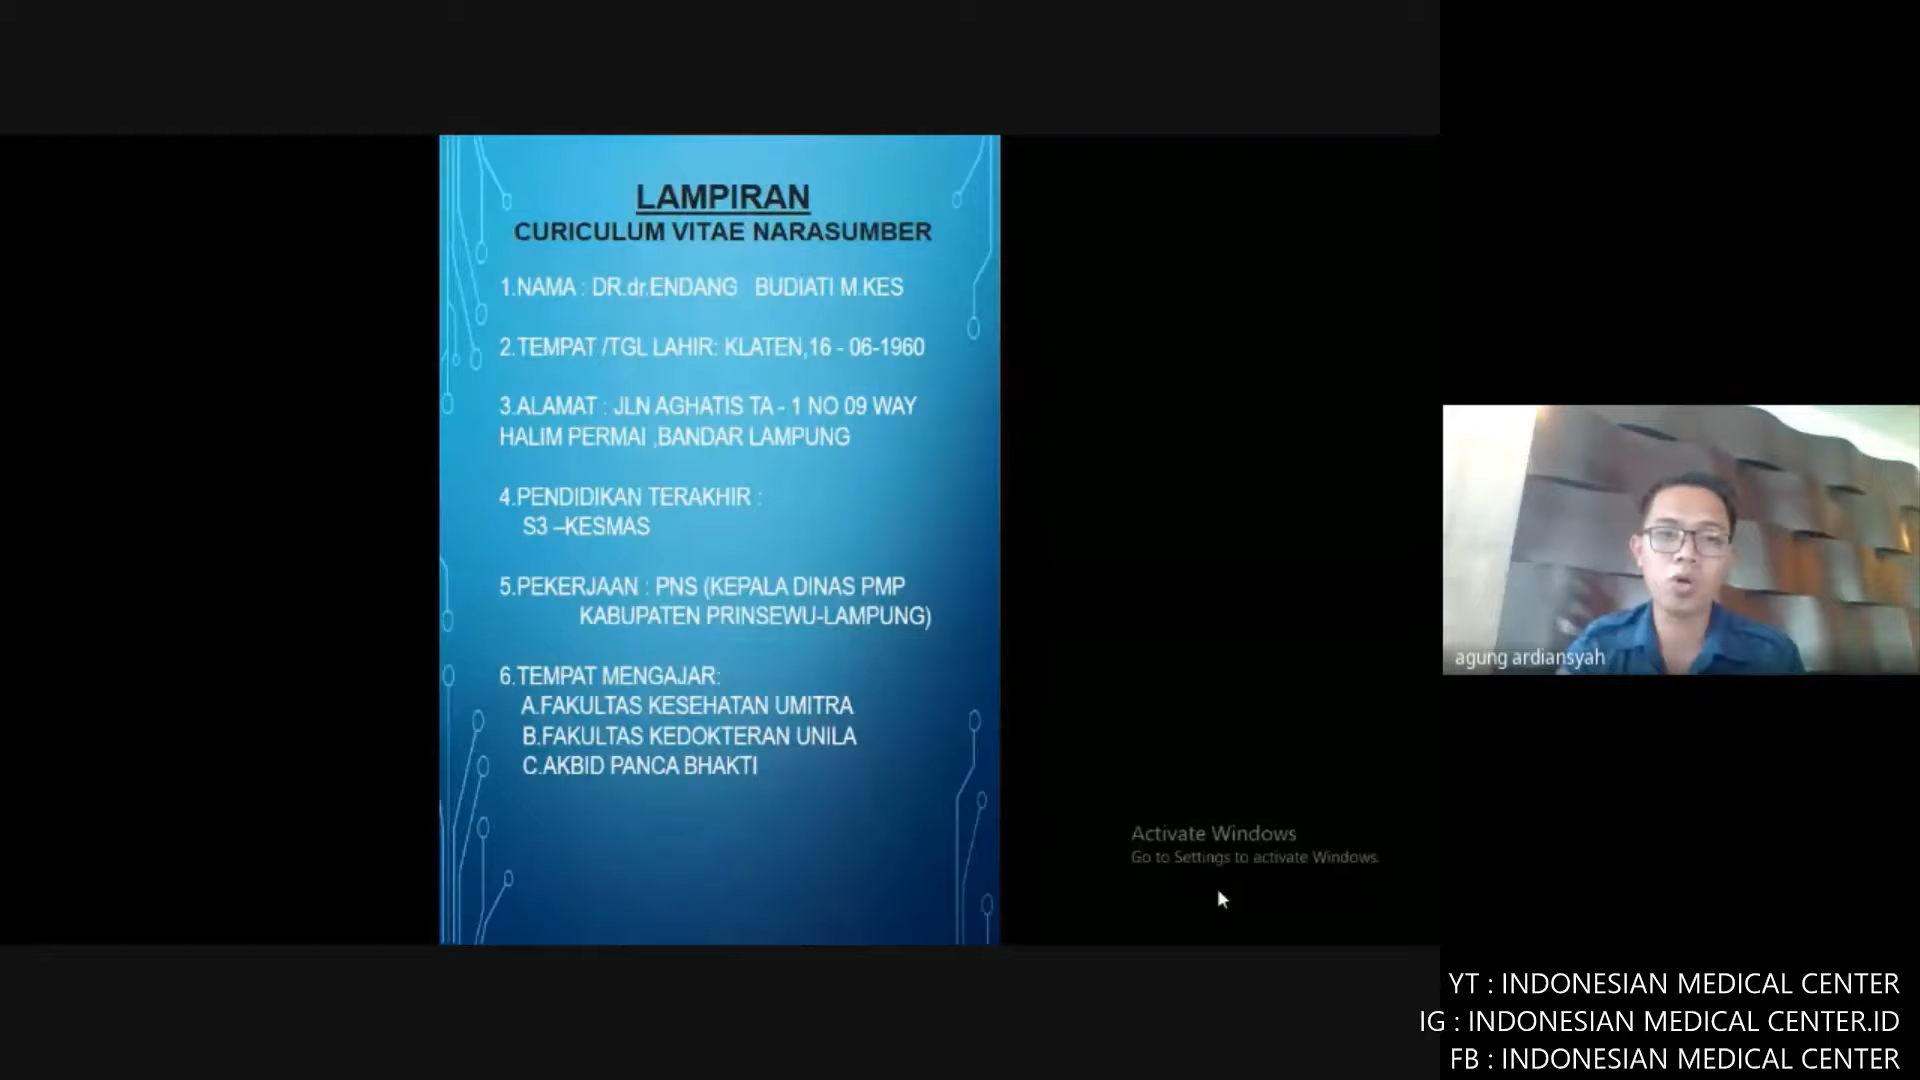 LAMPIRAN
CURICULUM VITAE NARASUMBER
1.NAMA : DR.dr.ENDANG BUDIATI M.KES
2.TEMPAT /TGL LAHIR: KLATEN,16 - 06-1960
3.ALAMAT : JLN AGHATIS TA - 1 NO 09 WAY
HALIM PERMAI ,BANDAR LAMPUNG
4.PENDIDIKAN TERAKHIR :
S3 –KESMAS
5.PEKERJAAN : PNS (KEPALA DINAS PMP
KABUPATEN PRINSEWU-LAMPUNG)
6.TEMPAT MENGAJAR:
A.FAKULTAS KESEHATAN UMITRA
B.FAKULTAS KEDOKTERAN UNILA
C.AKBID PANCA BHAKTI
agung ardiansyah
Activate Windows
Go to Settings to activate Windows.
YT : INDONESIAN MEDICAL CENTER
IG : INDONESIAN MEDICAL CENTER.ID
FB : INDONESIAN MEDICAL CENTER